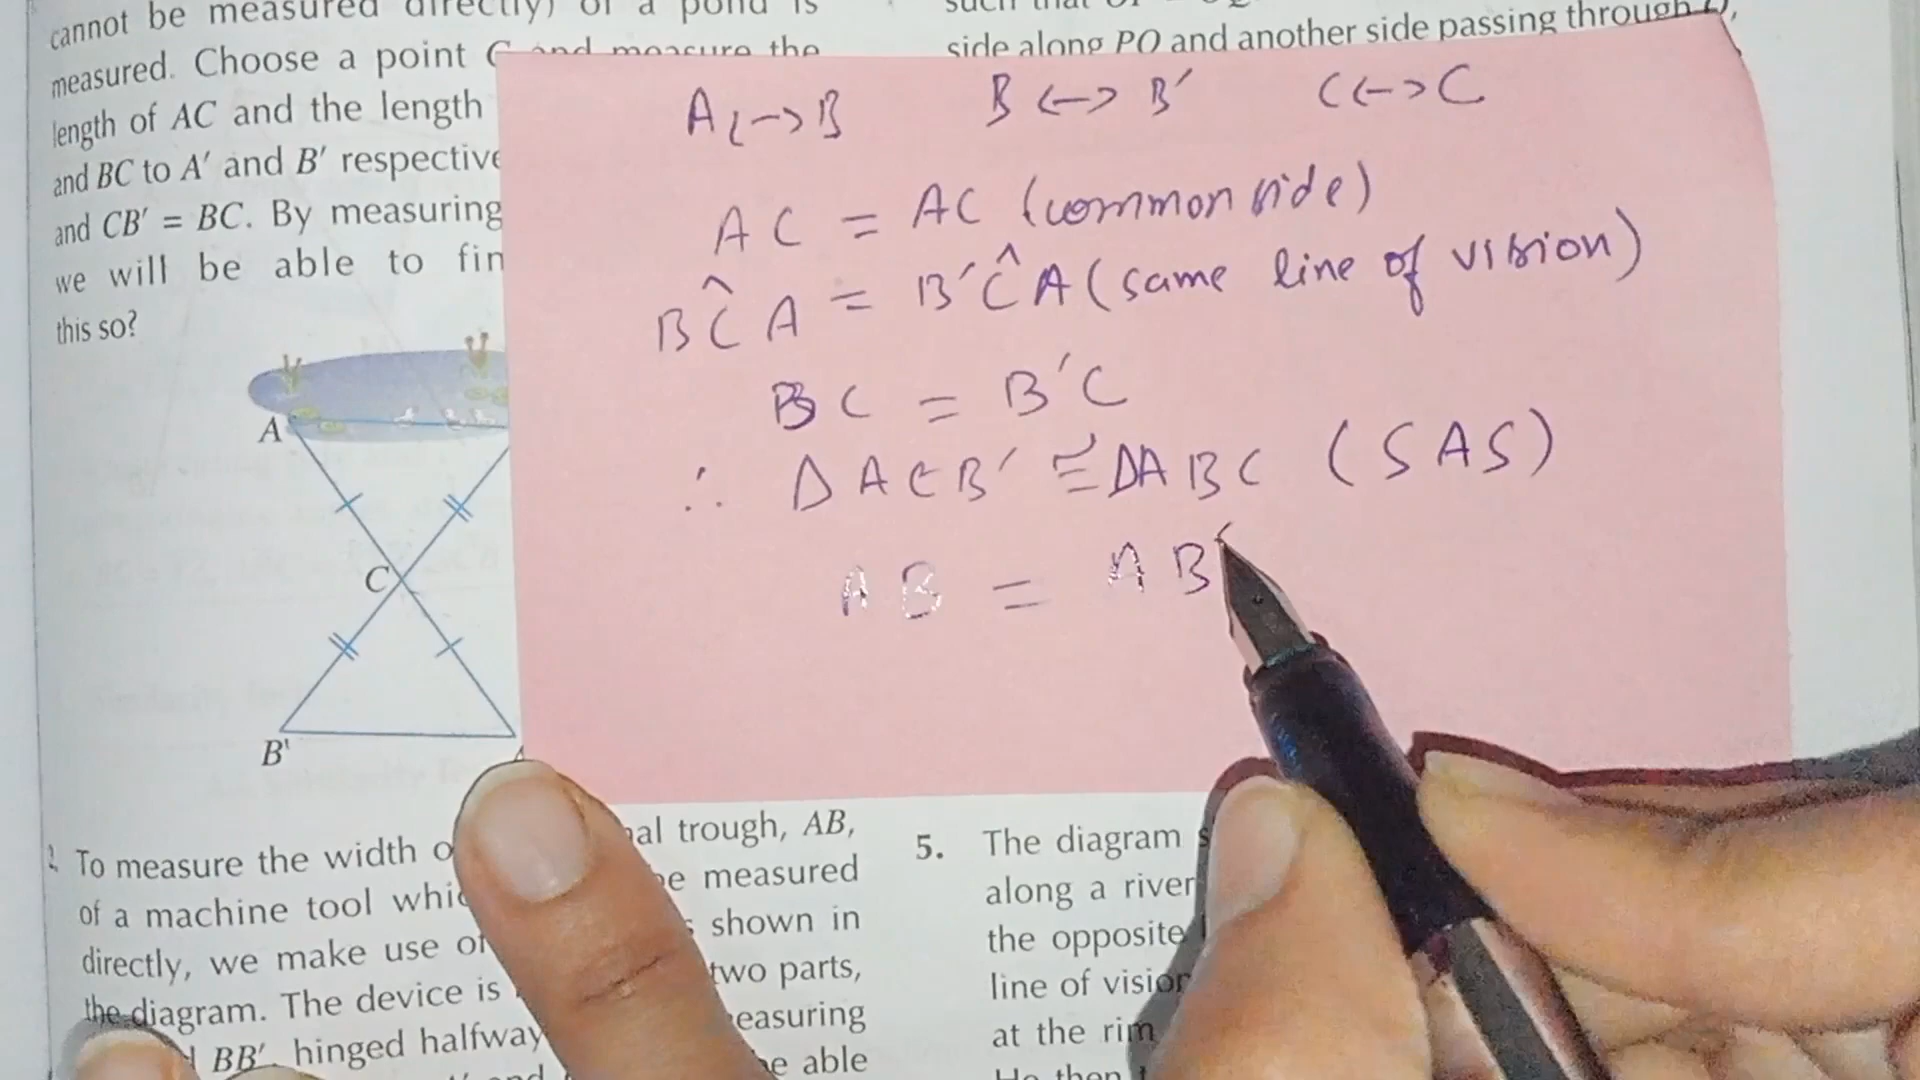 cannot be measured directly) of a pond is
measured. Choose a point C and measure the
length of AC and the length
and BC to A′ and B′ respective
and CB′ = BC. By measuring
we will be able to fin
this so?
A
C
B'
To measure the width o
of a machine tool whic
directly, we make use of
the diagram. The device is
BB′, hinged halfway
nal trough, AB,
be measured
shown in
two parts,
easuring
be able
side along PQ and another side passing through
A ↔ B B ↔ B′ C ↔ C
AC = AC (common side)
BĈA = B′ĈA (same line of vision)
BC = B′C
∴ ΔACB′ ≅ ΔABC (SAS)
AB = AB′
5. The diagram s
along a river
the opposite
line of vision
at the rim
He then